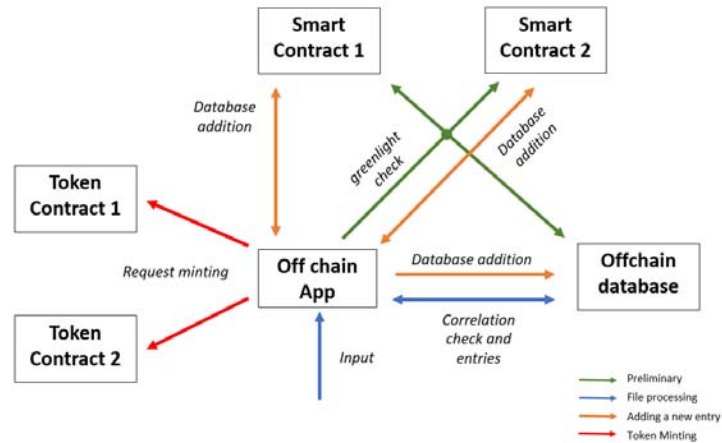 Smart
Contract 1
Smart
Contract 2
Database
addition
greenlight
check
Database
addition
Token
Contract 1
Request minting
Off chain
App
Database addition
Offchain
database
Token
Contract 2
Input
Correlation
check and
entries
Preliminary
File processing
Adding a new entry
Token Minting